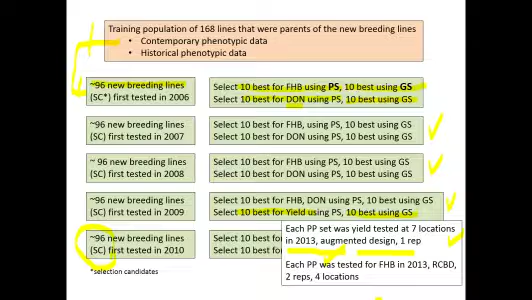 Training population of 168 lines that were parents of the new breeding lines
• Contemporary phenotypic data
• Historical phenotypic data
~96 new breeding lines
(SC*) first tested in 2006
Select 10 best for FHB using PS, 10 best using GS
Select 10 best for DON using PS, 10 best using GS
~96 new breeding lines
(SC) first tested in 2007
Select 10 best for FHB, using PS, 10 best using GS
Select 10 best for DON using PS, 10 best using GS
~ 96 new breeding lines
(SC) first tested in 2008
Select 10 best for FHB using PS, 10 best using GS
Select 10 best for DON using PS, 10 best using GS
~96 new breeding lines
(SC) first tested in 2009
Select 10 best for FHB, DON using PS, 10 best using GS
Select 10 best for Yield using PS, 10 best using GS
~96 new breeding lines
(SC) first tested in 2010
Select 10 best for
Select 10 best for
Each PP set was yield tested at 7 locations
in 2013, augmented design, 1 rep
Each PP was tested for FHB in 2013, RCBD,
2 reps, 4 locations
*selection candidates